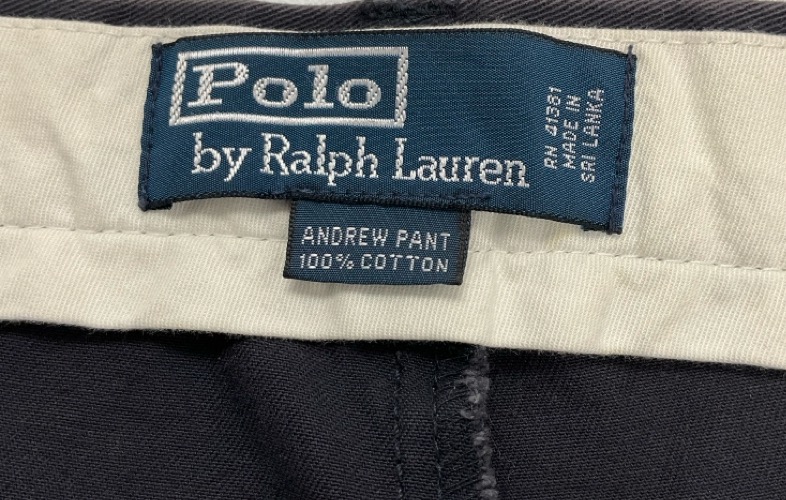 Polo
by Ralph Lauren
RN 41381
MADE IN
SRI LANKA
ANDREW PANT
100% COTTON